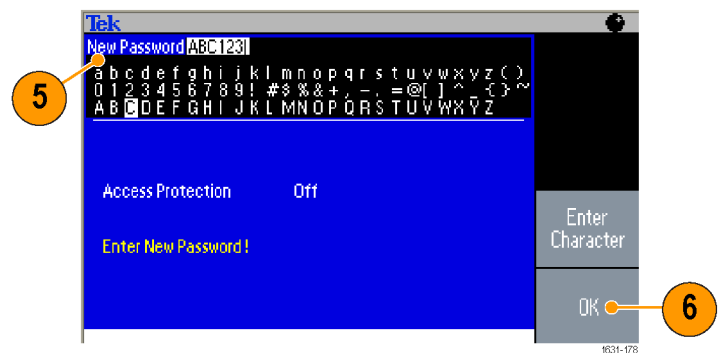 Tek
New Password ABC123
a b c d e f g h i j k l m n o p q r s t u v w x y z ( )
0 1 2 3 4 5 6 7 8 9 ! # $ % & + , - . = @ [ ] ^ _ { } ~
A B C D E F G H I J K L M N O P Q R S T U V W X Y Z
5
Access Protection Off
Enter New Password!
Enter
Character
OK
6
1631-178